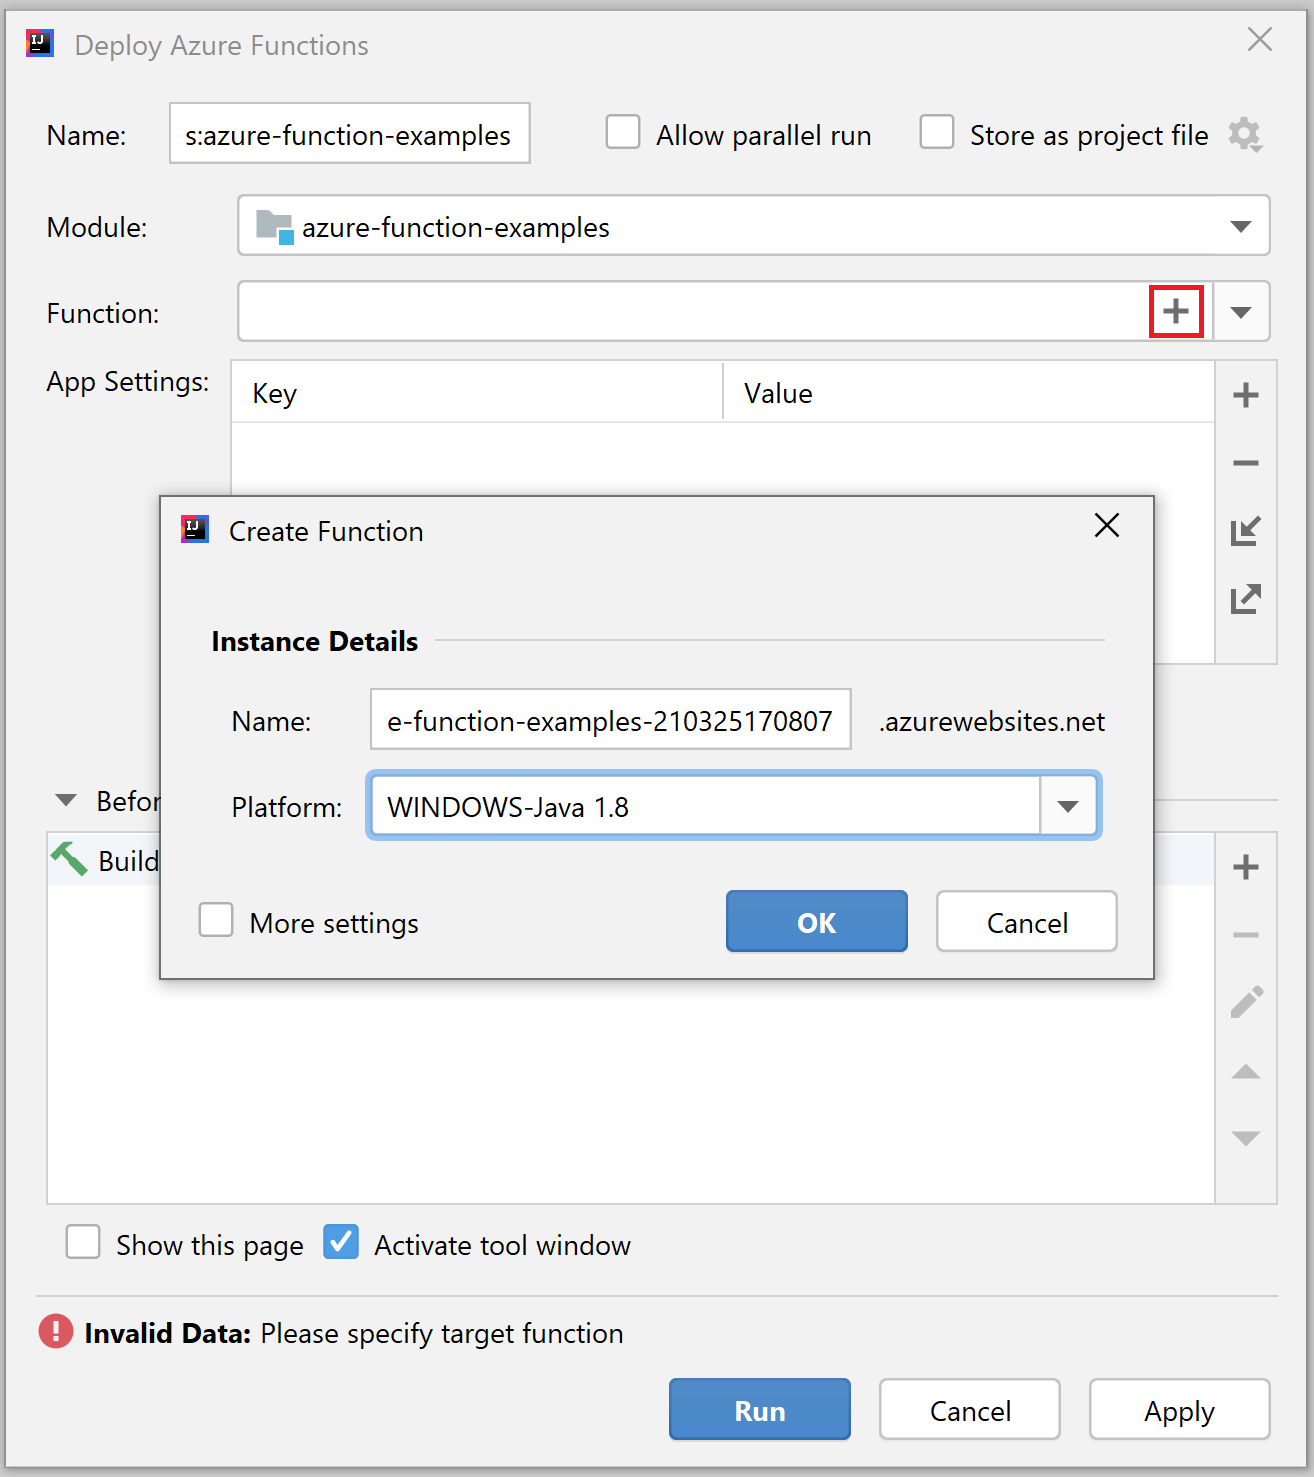 Deploy Azure Functions
Name: s:azure-function-examples Allow parallel run Store as project file
Module: azure-function-examples
Function:
App Settings: Key Value
Create Function
Instance Details
Name: e-function-examples-210325170807 .azurewebsites.net
Platform: WINDOWS-Java 1.8
Befor
Build
More settings OK Cancel
Show this page Activate tool window
Invalid Data: Please specify target function
Run Cancel Apply